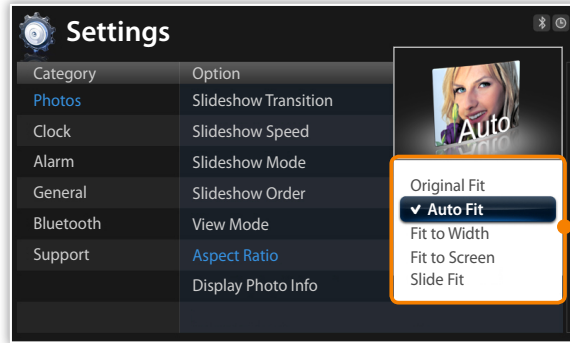 Settings
Category Option
Photos Slideshow Transition
Clock Slideshow Speed
Alarm Slideshow Mode
General Slideshow Order
Bluetooth View Mode
Support Aspect Ratio
Display Photo Info
Auto
Original Fit
Auto Fit
Fit to Width
Fit to Screen
Slide Fit